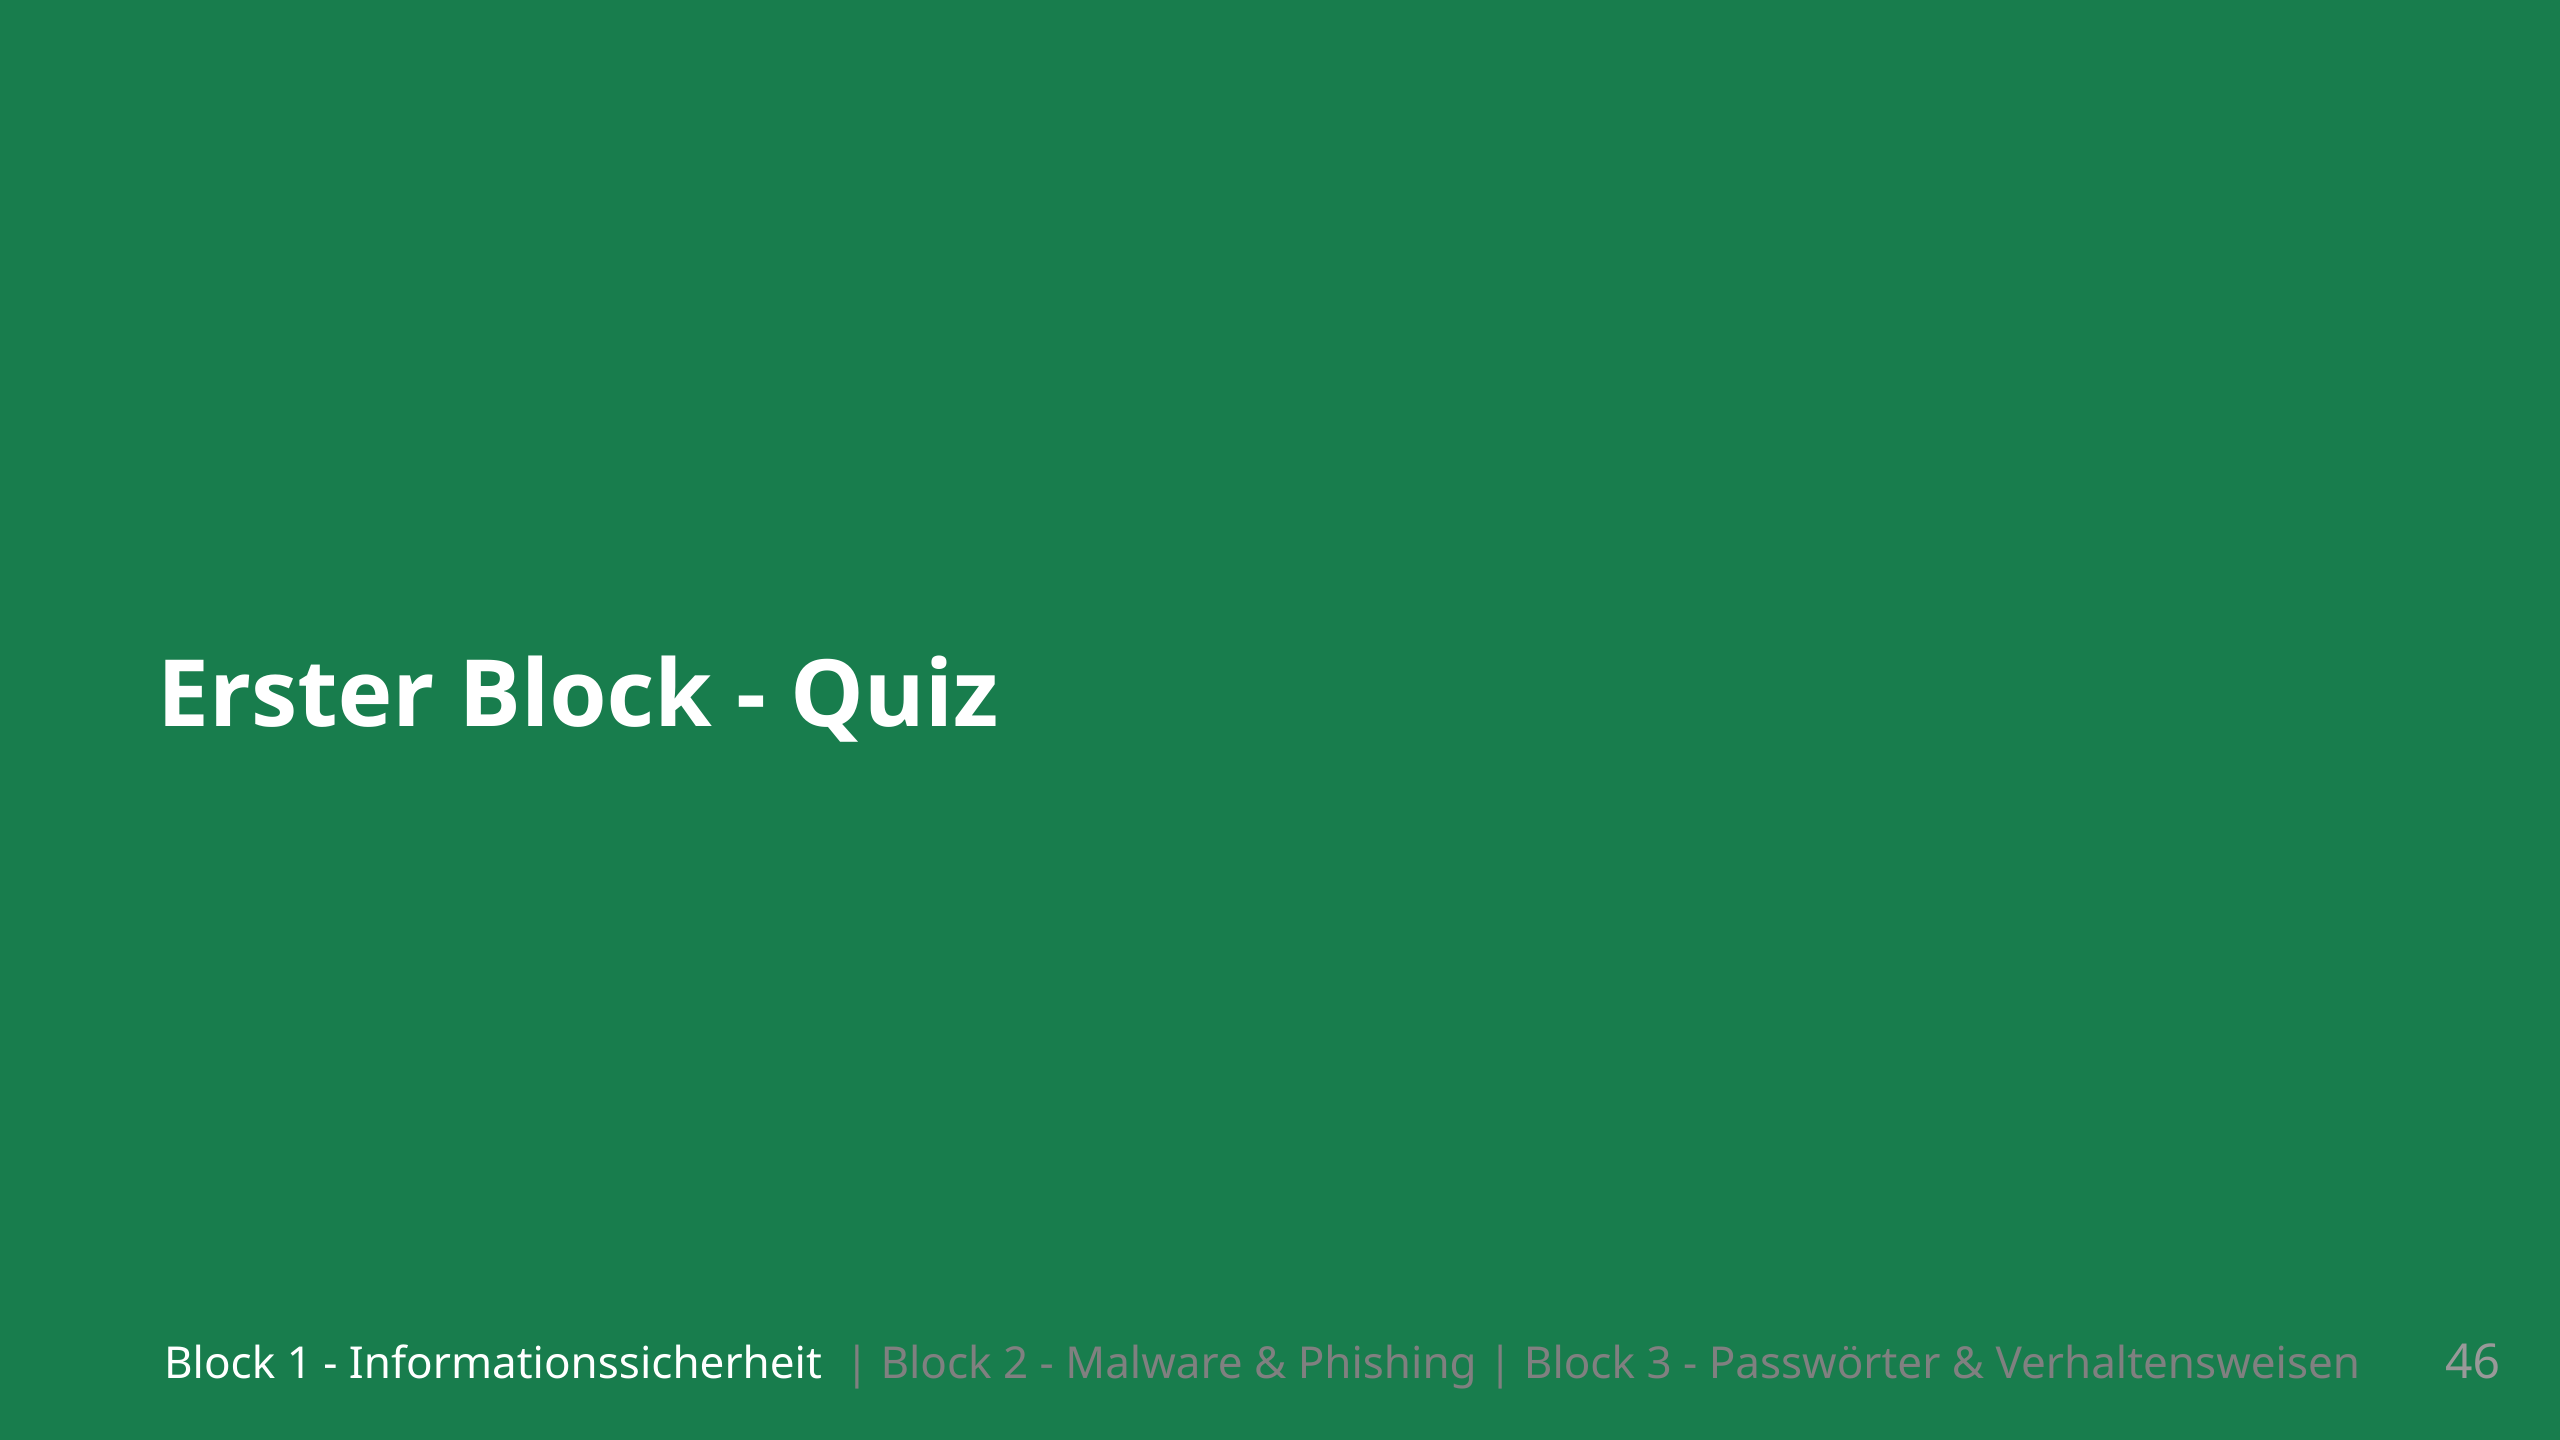 Erster Block - Quiz
Block 1 - Informationssicherheit | Block 2 - Malware & Phishing | Block 3 - Passwörter & Verhaltensweisen 46